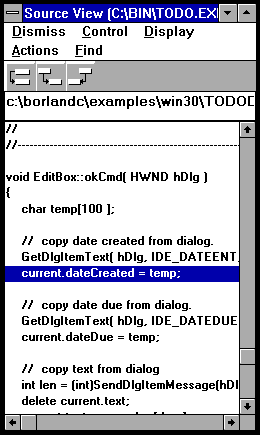 Source View (C:\BIN\TODO.EX
Dismiss Control Display
Actions Find
c:\borlandc\examples\win30\TODOD
//
//----------------------------------------
void EditBox::okCmd( HWND hDlg )
{
char temp[100 ];
// copy date created from dialog.
GetDlgItemText( hDlg, IDE_DATEENT,
current.dateCreated = temp;
// copy date due from dialog.
GetDlgItemText( hDlg, IDE_DATEDUE
current.dateDue = temp;
// copy text from dialog
int len = (int)SendDlgItemMessage(hDl
delete current.text;